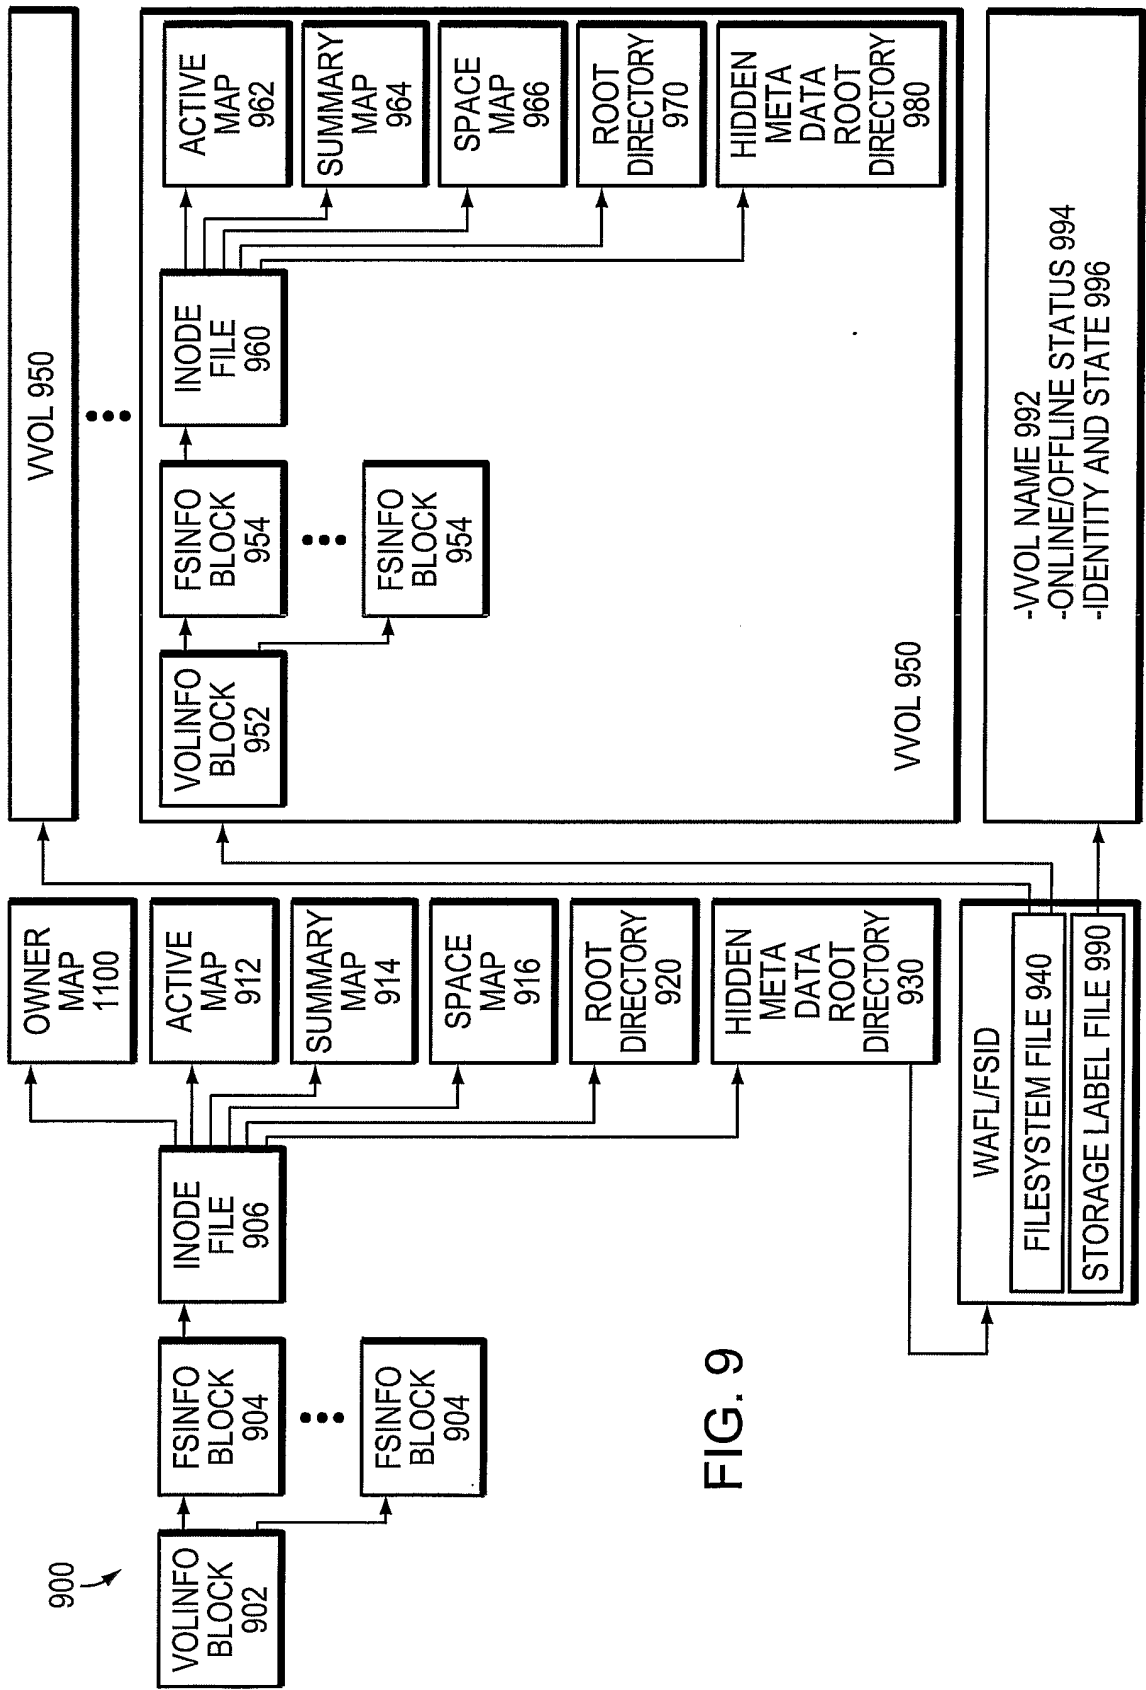 900
VOLINFO
BLOCK
902
FSINFO
BLOCK
904
FSINFO
BLOCK
904
INODE
FILE
906
OWNER
MAP
1100
ACTIVE
MAP
912
SUMMARY
MAP
914
SPACE
MAP
916
ROOT
DIRECTORY
920
HIDDEN
META
DATA
ROOT
DIRECTORY
930
WAFL/FSID
FILESYSTEM FILE 940
STORAGE LABEL FILE 990
VVOL 950
VOLINFO
BLOCK
952
FSINFO
BLOCK
954
FSINFO
BLOCK
954
INODE
FILE
960
ACTIVE
MAP
962
SUMMARY
MAP
964
SPACE
MAP
966
ROOT
DIRECTORY
970
HIDDEN
META
DATA
ROOT
DIRECTORY
980
VVOL 950
-VVOL NAME 992
-ONLINE/OFFLINE STATUS 994
-IDENTITY AND STATE 996
FIG. 9